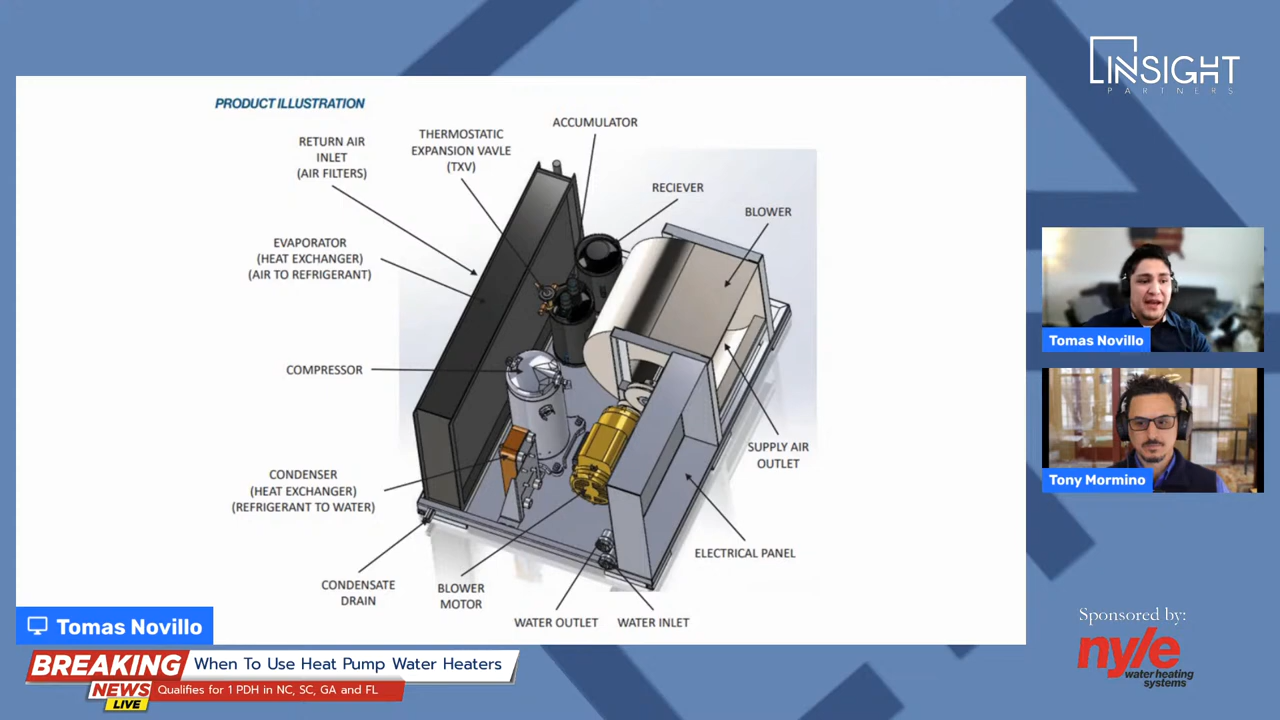 INSIGHT
PARTNERS
PRODUCT ILLUSTRATION
ACCUMULATOR
THERMOSTATIC
EXPANSION VAVLE
(TXV)
RETURN AIR
INLET
(AIR FILTERS)
RECIEVER
BLOWER
EVAPORATOR
(HEAT EXCHANGER)
(AIR TO REFRIGERANT)
COMPRESSOR
SUPPLY AIR
OUTLET
CONDENSER
(HEAT EXCHANGER)
(REFRIGERANT TO WATER)
ELECTRICAL PANEL
CONDENSATE
DRAIN
BLOWER
MOTOR
WATER OUTLET
WATER INLET
Tomas Novillo
Tony Mormino
Tomas Novillo
Sponsored by:
nyle
water heating
systems
BREAKING
NEWS
LIVE
When To Use Heat Pump Water Heaters
Qualifies for 1 PDH in NC, SC, GA and FL